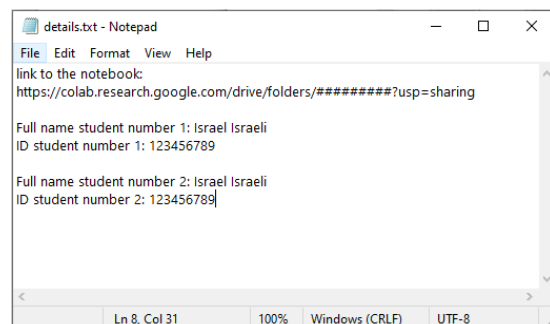 details.txt - Notepad
File Edit Format View Help
link to the notebook:
https://colab.research.google.com/drive/folders/#########?usp=sharing
Full name student number 1: Israel Israeli
ID student number 1: 123456789
Full name student number 2: Israel Israeli
ID student number 2: 123456789
Ln 8, Col 31 100% Windows (CRLF) UTF-8